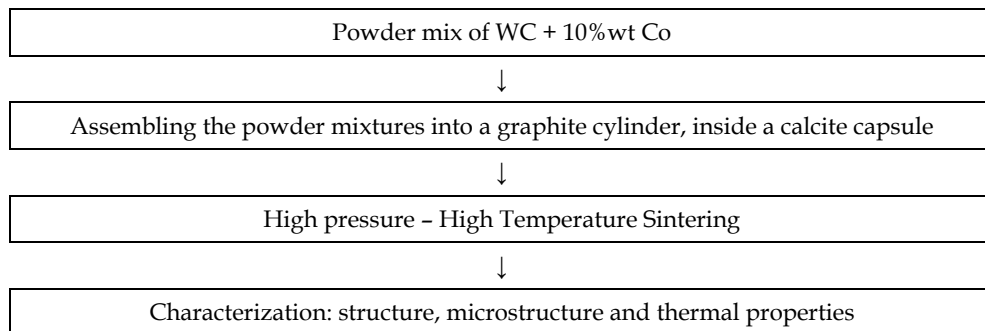 Powder mix of WC + 10%wt Co
↓
Assembling the powder mixtures into a graphite cylinder, inside a calcite capsule
↓
High pressure – High Temperature Sintering
↓
Characterization: structure, microstructure and thermal properties